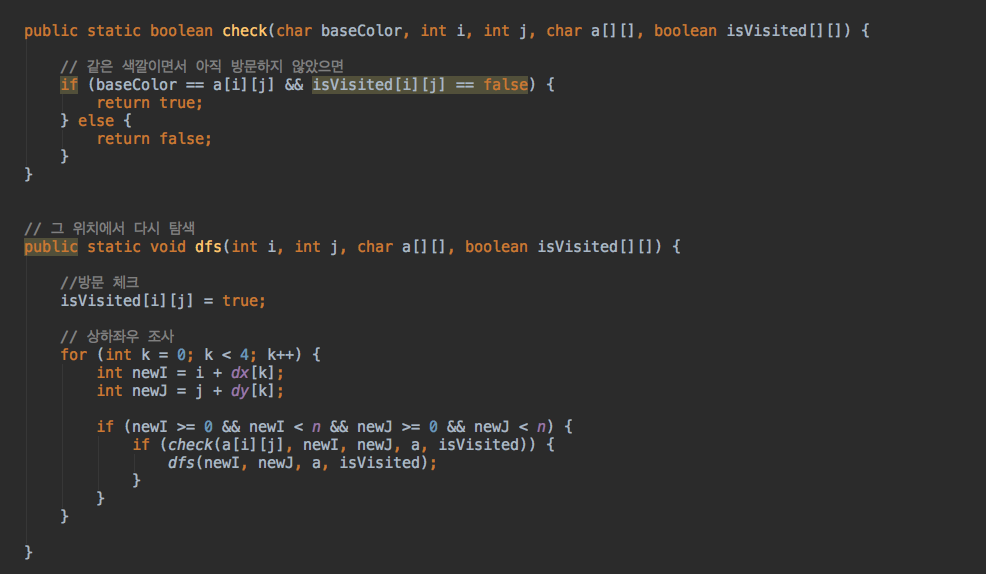 public static boolean check(char baseColor, int i, int j, char a[][], boolean isVisited[][]) {
// 같은 색깔이면서 아직 방문하지 않았으면
if (baseColor == a[i][j] && isVisited[i][j] == false) {
return true;
} else {
return false;
}
}
// 그 위치에서 다시 탐색
public static void dfs(int i, int j, char a[][], boolean isVisited[][]) {
//방문 체크
isVisited[i][j] = true;
// 상하좌우 조사
for (int k = 0; k < 4; k++) {
int newI = i + dx[k];
int newJ = j + dy[k];
if (newI >= 0 && newI < n && newJ >= 0 && newJ < n) {
if (check(a[i][j], newI, newJ, a, isVisited)) {
dfs(newI, newJ, a, isVisited);
}
}
}
}